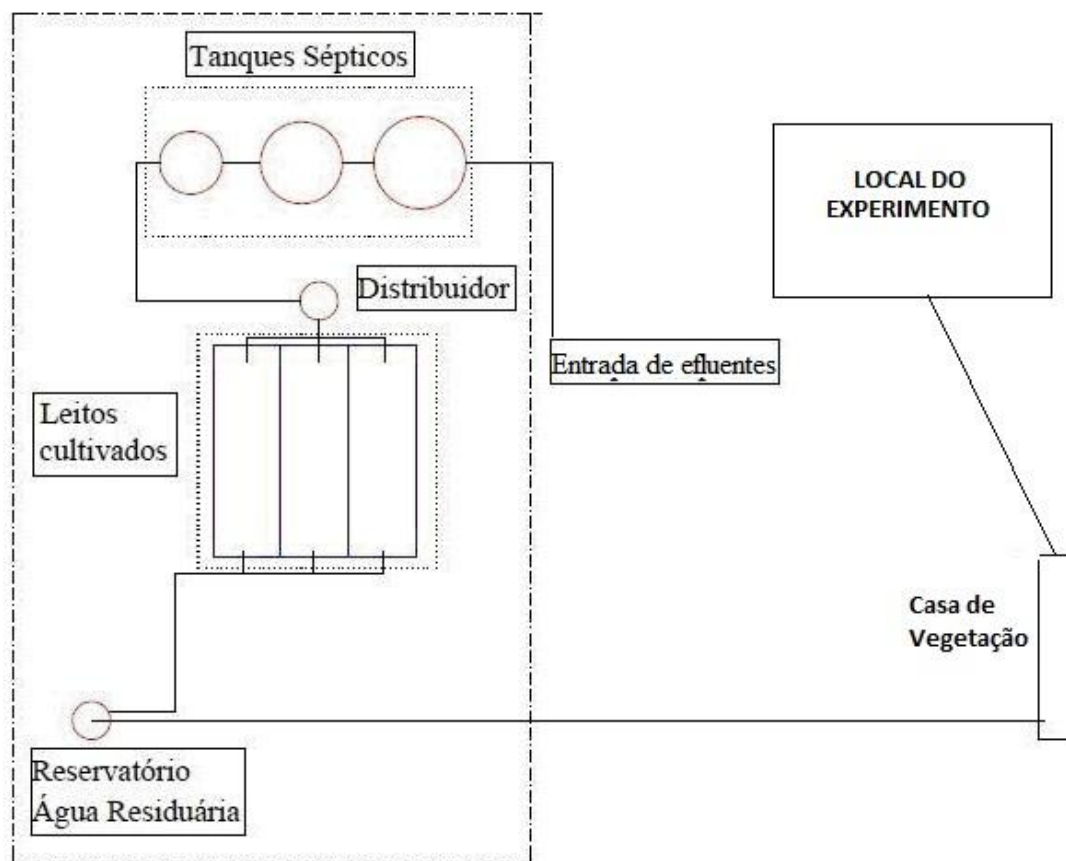 Tanques Sépticos
LOCAL DO
EXPERIMENTO
Distribuidor
Entrada de efluentes
Leitos
cultivados
Casa de
Vegetação
Reservatório
Água Residuária